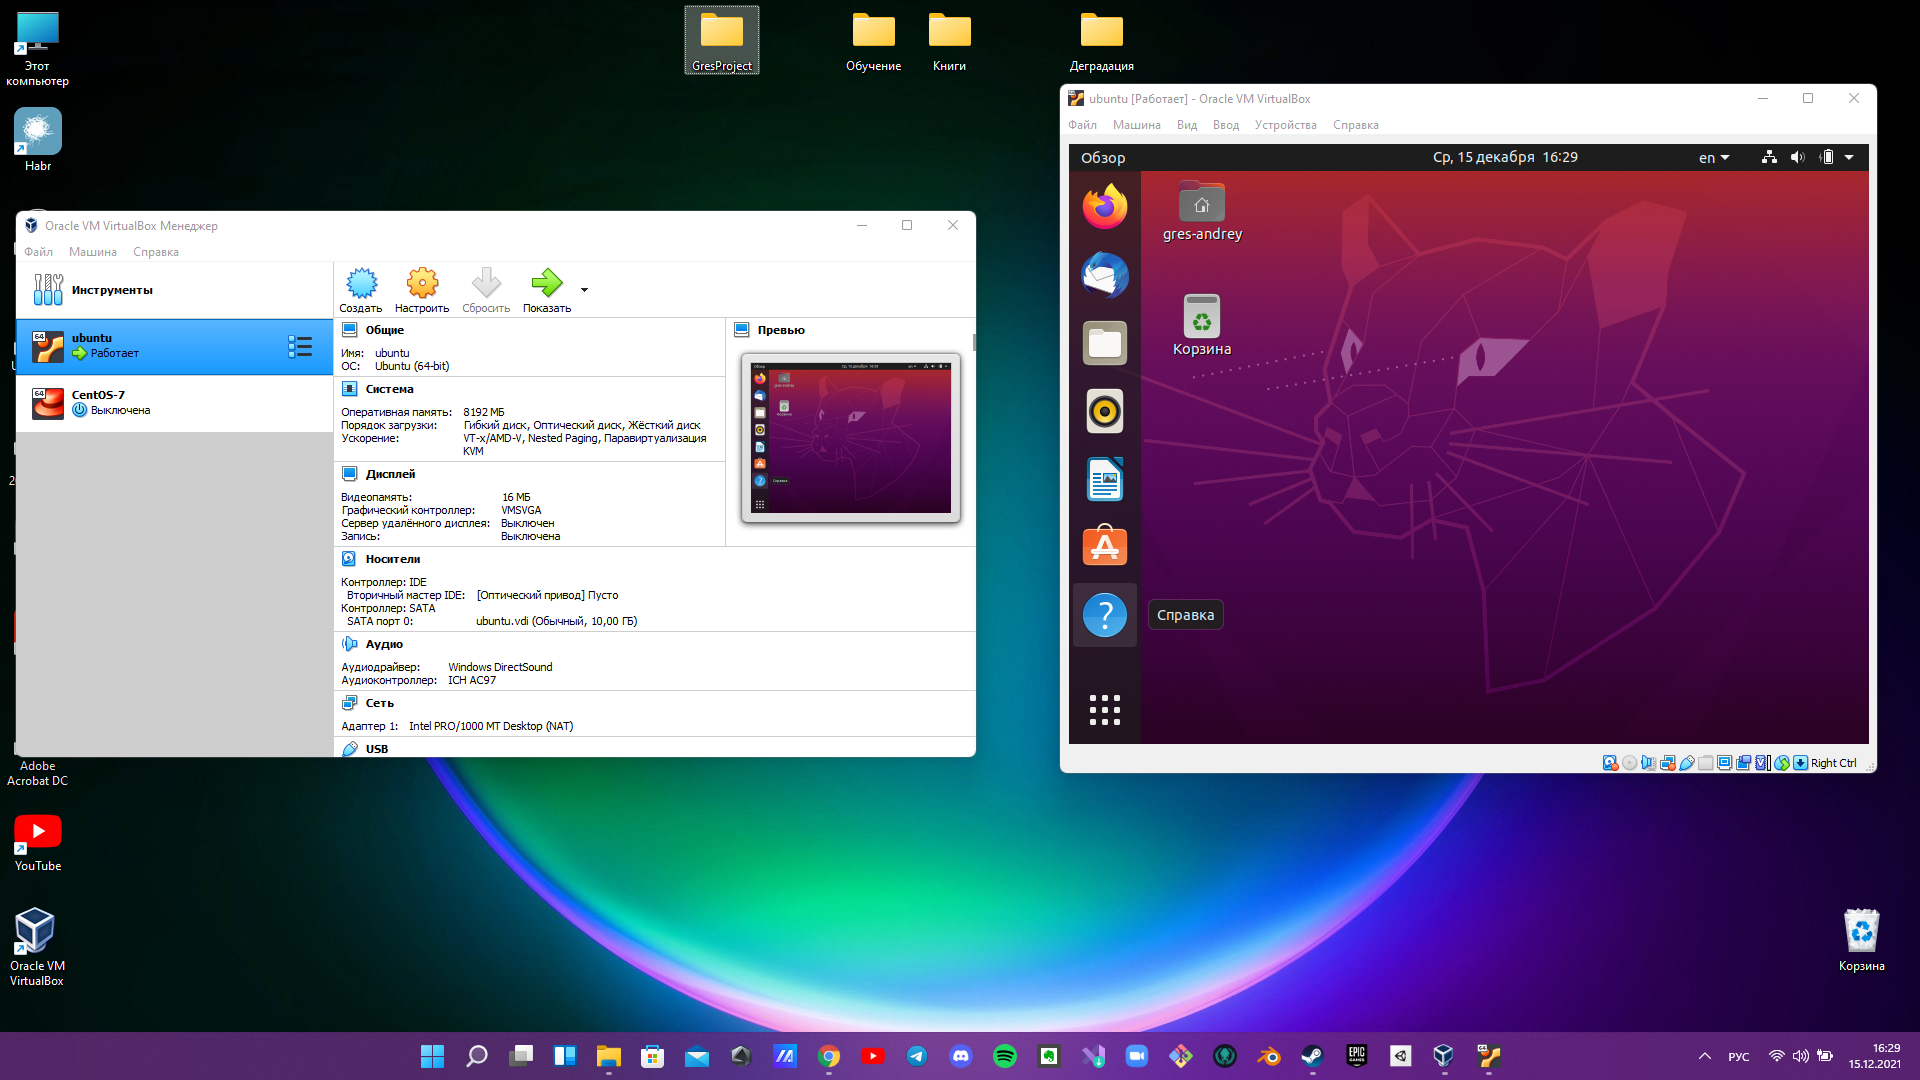 Этот
компьютер
Habr
Adobe
Acrobat DC
YouTube
Oracle VM
VirtualBox
GresProject
Обучение
Книги
Деградация
Корзина
Oracle VM VirtualBox Менеджер
Файл Машина Справка
Инструменты
64
ubuntu
Работает
64
CentOS-7
Выключена
Создать Настроить Сбросить Показать
Общие
Имя: ubuntu
ОС: Ubuntu (64-bit)
Система
Оперативная память: 8192 МБ
Порядок загрузки: Гибкий диск, Оптический диск, Жёсткий диск
Ускорение: VT-x/AMD-V, Nested Paging, Паравиртуализация
KVM
Дисплей
Видеопамять: 16 МБ
Графический контроллер: VMSVGA
Сервер удалённого дисплея: Выключен
Запись: Выключена
Носители
Контроллер: IDE
Вторичный мастер IDE: [Оптический привод] Пусто
Контроллер: SATA
SATA порт 0: ubuntu.vdi (Обычный, 10,00 ГБ)
Аудио
Аудиодрайвер: Windows DirectSound
Аудиоконтроллер: ICH AC97
Сеть
Адаптер 1: Intel PRO/1000 MT Desktop (NAT)
USB
Превью
ubuntu [Работает] - Oracle VM VirtualBox
Файл Машина Вид Ввод Устройства Справка
Обзор Ср, 15 декабря 16:29 en
gres-andrey
Корзина
Справка
Right Ctrl
EPIC
GAMES
РУС
16:29
15.12.2021